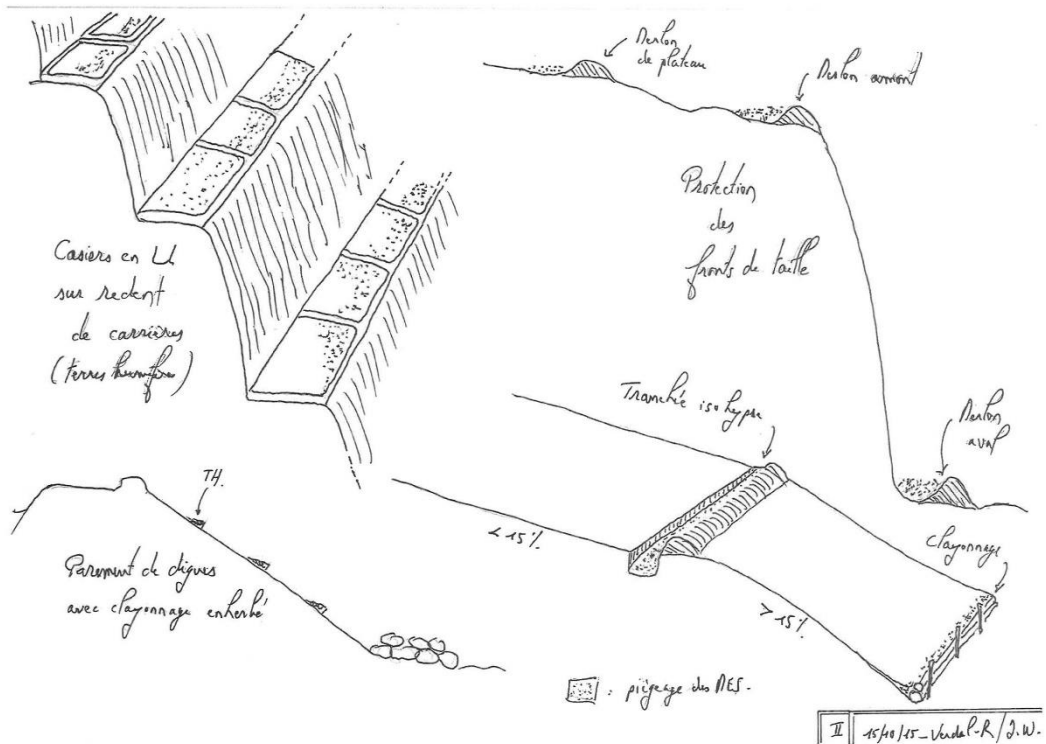 Merlon
de plateau
Merlon amont
Protection
des
fronts de taille
Casiers en U
sur redent
de carrières
(terres humifères)
Tranchée isohypse
Merlon
aval
TH.
< 15%
Clayonnage
Parement de digues
avec clayonnage enherbé
> 15%
: piégeage des MES.
II 15/10/15_Verdel-R/J.W.